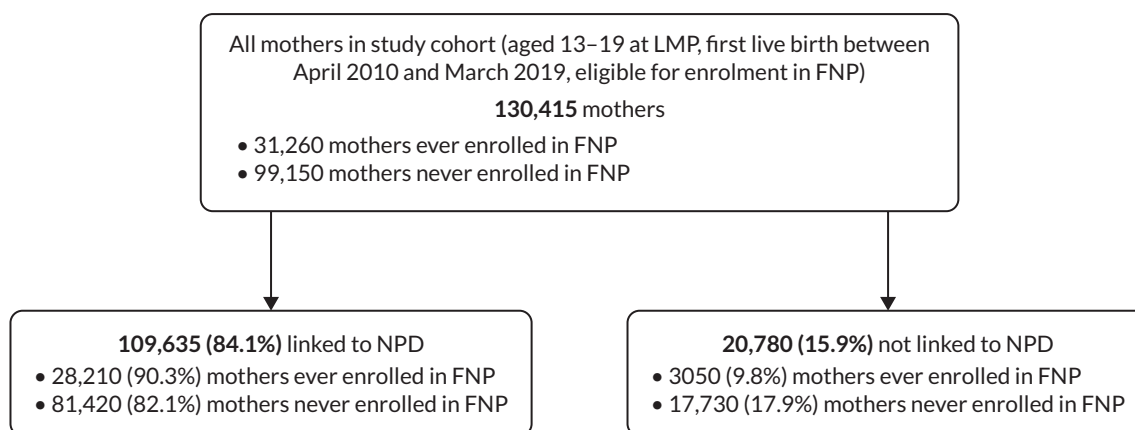 All mothers in study cohort (aged 13–19 at LMP, first live birth between
April 2010 and March 2019, eligible for enrolment in FNP)
130,415 mothers
• 31,260 mothers ever enrolled in FNP
• 99,150 mothers never enrolled in FNP
109,635 (84.1%) linked to NPD
• 28,210 (90.3%) mothers ever enrolled in FNP
• 81,420 (82.1%) mothers never enrolled in FNP
20,780 (15.9%) not linked to NPD
• 3050 (9.8%) mothers ever enrolled in FNP
• 17,730 (17.9%) mothers never enrolled in FNP